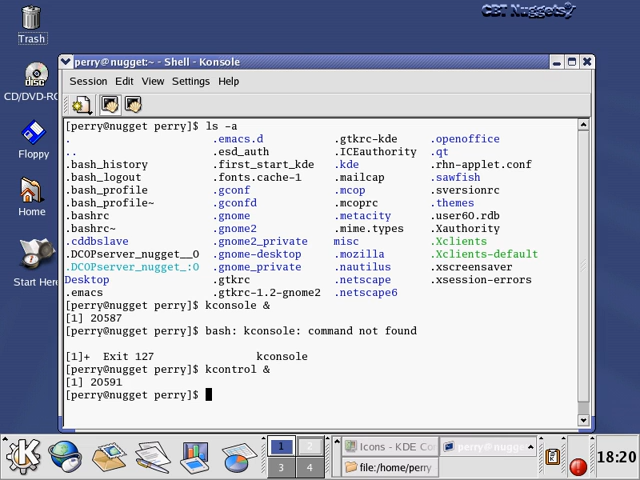 CBT Nuggets
Trash
perry@nugget:~ - Shell - Konsole
Session Edit View Settings Help
disc
CD/DVD-RO
Floppy
Home
Start Here
[perry@nugget perry]$ ls -a
. .emacs.d .gtkrc-kde .openoffice
.. .esd_auth .ICEauthority .qt
.bash_history .first_start_kde .kde .rhn-applet.conf
.bash_logout .fonts.cache-1 .mailcap .sawfish
.bash_profile .gconf .mcop .sversionrc
.bash_profile~ .gconfd .mcoprc .themes
.bashrc .gnome .metacity .user60.rdb
.bashrc~ .gnome2 .mime.types .Xauthority
.cddbslave .gnome2_private misc .Xclients
.DCOPserver_nugget__0 .gnome-desktop .mozilla .Xclients-default
.DCOPserver_nugget_:0 .gnome_private .nautilus .xscreensaver
Desktop .gtkrc .netscape .xsession-errors
.emacs .gtkrc-1.2-gnome2 .netscape6
[perry@nugget perry]$ kconsole &
[1] 20587
[perry@nugget perry]$ bash: kconsole: command not found
[1]+ Exit 127 kconsole
[perry@nugget perry]$ kcontrol &
[1] 20591
[perry@nugget perry]$
1 2
3 4
Icons - KDE Co
perry@nugge
file:/home/perry
18:20